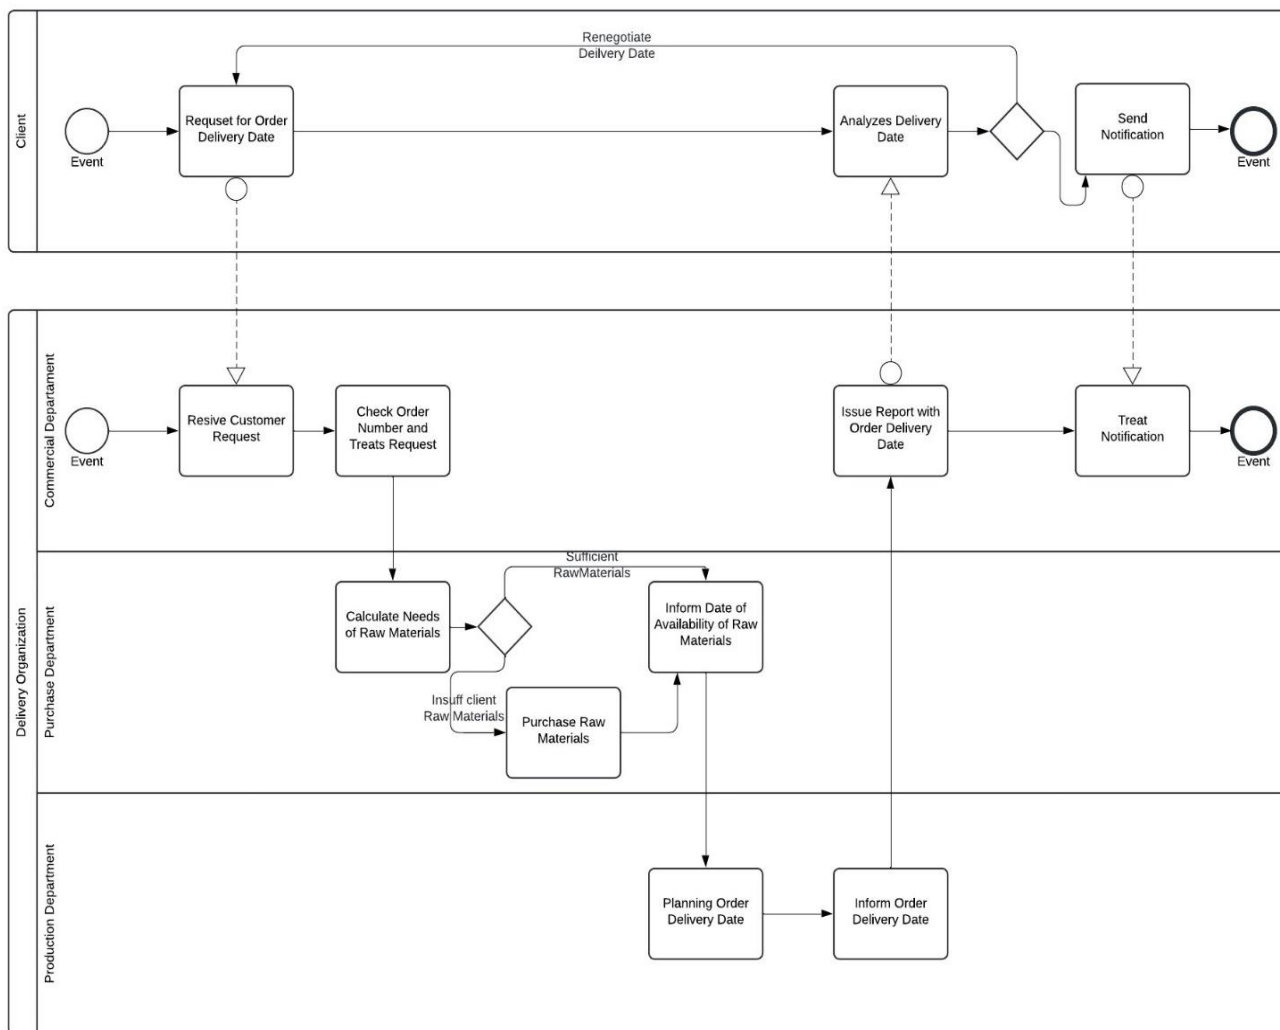 Renegotiate
Deilvery Date
Client
Event
Requset for Order
Delivery Date
Analyzes Delivery
Date
Send
Notification
Event
Delivery Organization
Commercial Departament
Event
Resive Customer
Request
Check Order
Number and
Treats Request
Issue Report with
Order Delivery
Date
Treat
Notification
Event
Purchase Department
Calculate Needs
of Raw Materials
Sufficient
RawMaterials
Insuff client
Raw Materials
Purchase Raw
Materials
Inform Date of
Availability of Raw
Materials
Production Department
Planning Order
Delivery Date
Inform Order
Delivery Date